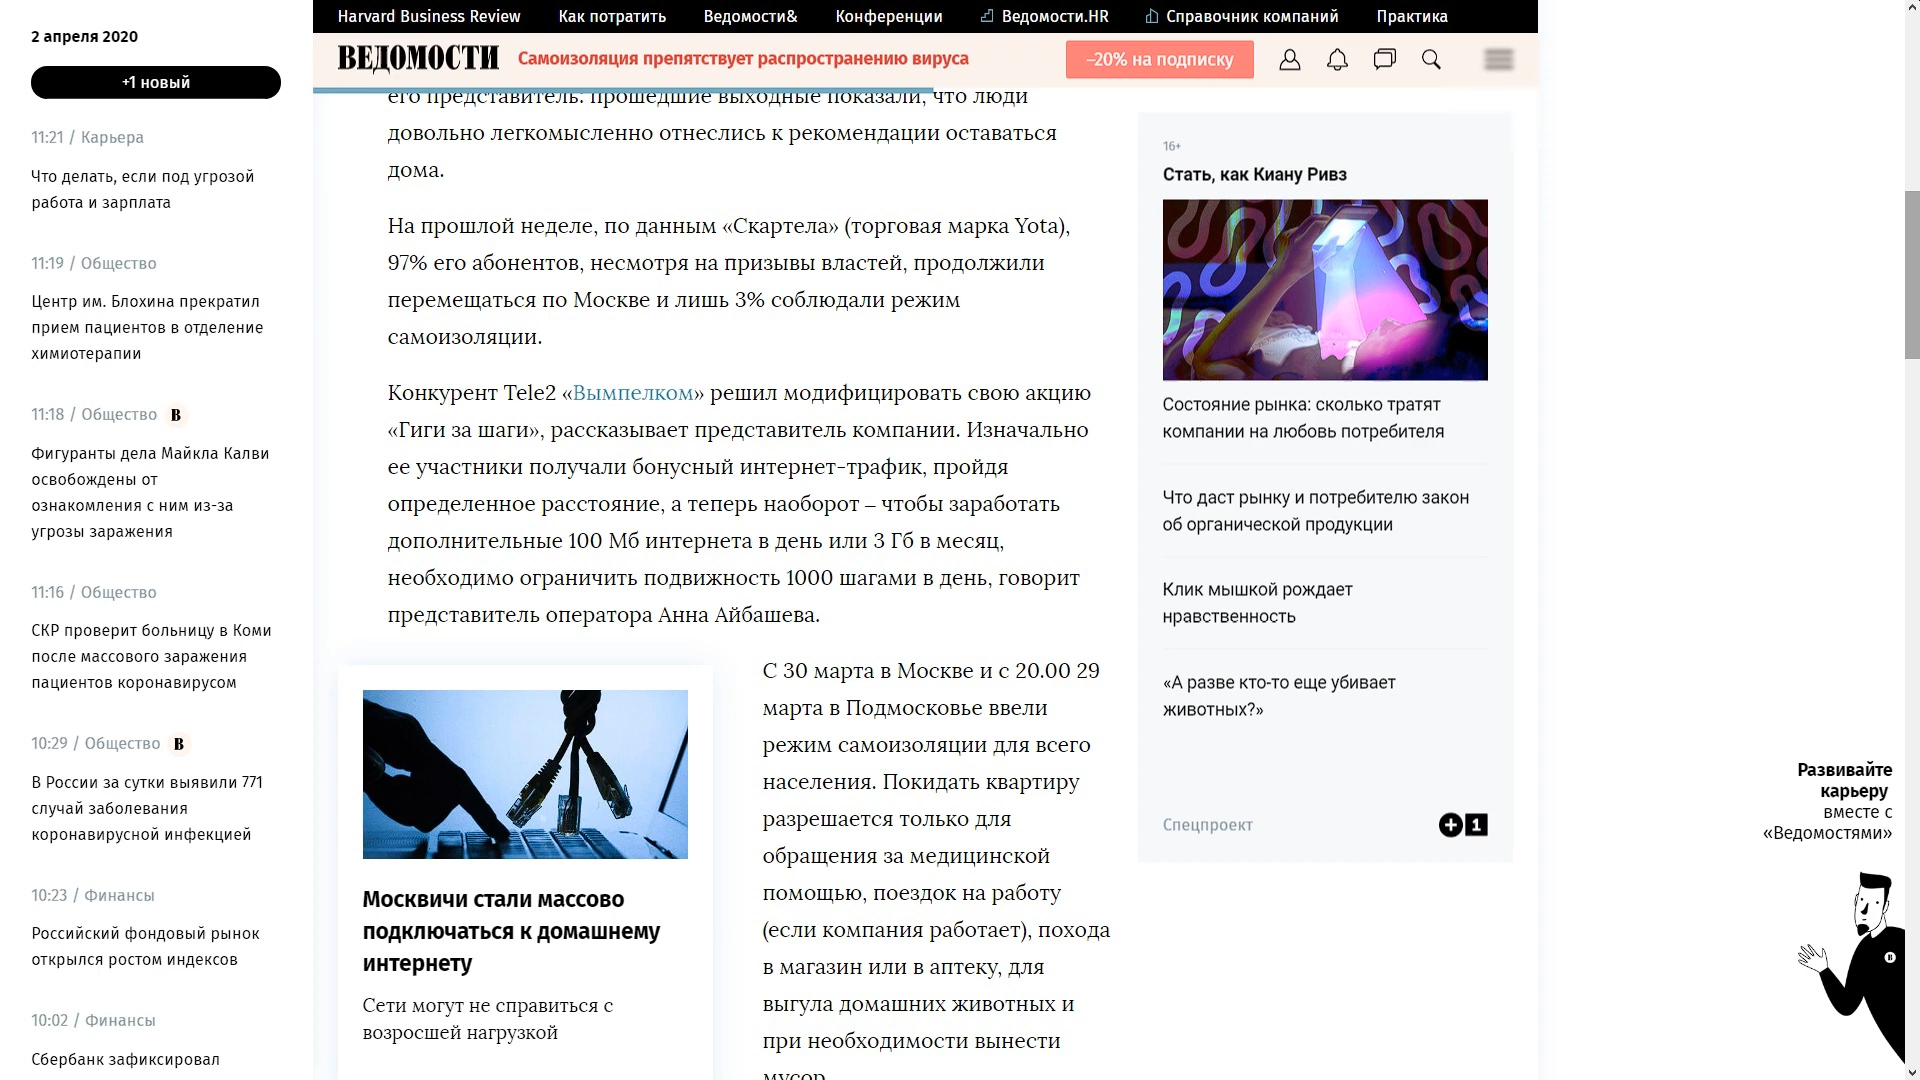 Harvard Business Review Как потратить Ведомости& Конференции Ведомости.HR Справочник компаний Практика
ВЕДОМОСТИ Самоизоляция препятствует распространению вируса –20% на подписку
2 апреля 2020
+1 новый
11:21 / Карьера
Что делать, если под угрозой
работа и зарплата
11:19 / Общество
Центр им. Блохина прекратил
прием пациентов в отделение
химиотерапии
11:18 / Общество В
Фигуранты дела Майкла Калви
освобождены от
ознакомления с ним из-за
угрозы заражения
11:16 / Общество
СКР проверит больницу в Коми
после массового заражения
пациентов коронавирусом
10:29 / Общество В
В России за сутки выявили 771
случай заболевания
коронавирусной инфекцией
10:23 / Финансы
Российский фондовый рынок
открылся ростом индексов
10:02 / Финансы
Сбербанк зафиксировал
его представитель: прошедшие выходные показали, что люди
довольно легкомысленно отнеслись к рекомендации оставаться
дома.
На прошлой неделе, по данным «Скартела» (торговая марка Yota),
97% его абонентов, несмотря на призывы властей, продолжили
перемещаться по Москве и лишь 3% соблюдали режим
самоизоляции.
Конкурент Tele2 «Вымпелком» решил модифицировать свою акцию
«Гиги за шаги», рассказывает представитель компании. Изначально
ее участники получали бонусный интернет-трафик, пройдя
определенное расстояние, а теперь наоборот – чтобы заработать
дополнительные 100 Мб интернета в день или 3 Гб в месяц,
необходимо ограничить подвижность 1000 шагами в день, говорит
представитель оператора Анна Айбашева.
Москвичи стали массово
подключаться к домашнему
интернету
Сети могут не справиться с
возросшей нагрузкой
С 30 марта в Москве и с 20.00 29
марта в Подмосковье ввели
режим самоизоляции для всего
населения. Покидать квартиру
разрешается только для
обращения за медицинской
помощью, поездок на работу
(если компания работает), похода
в магазин или в аптеку, для
выгула домашних животных и
при необходимости вынести
мусор
16+
Стать, как Киану Ривз
Состояние рынка: сколько тратят
компании на любовь потребителя
Что даст рынку и потребителю закон
об органической продукции
Клик мышкой рождает
нравственность
«А разве кто-то еще убивает
животных?»
Спецпроект +1
Развивайте
карьеру
вместе с
«Ведомостями»